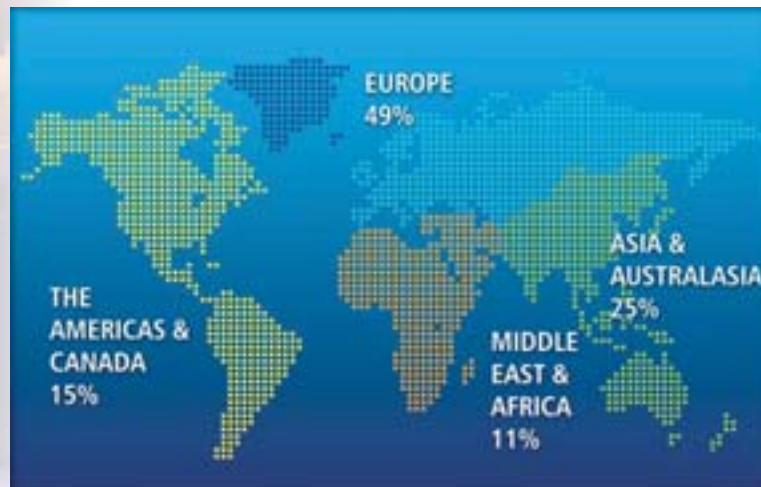 EUROPE
49%
ASIA &
AUSTRALASIA
25%
THE
AMERICAS &
CANADA
15%
MIDDLE
EAST &
AFRICA
11%